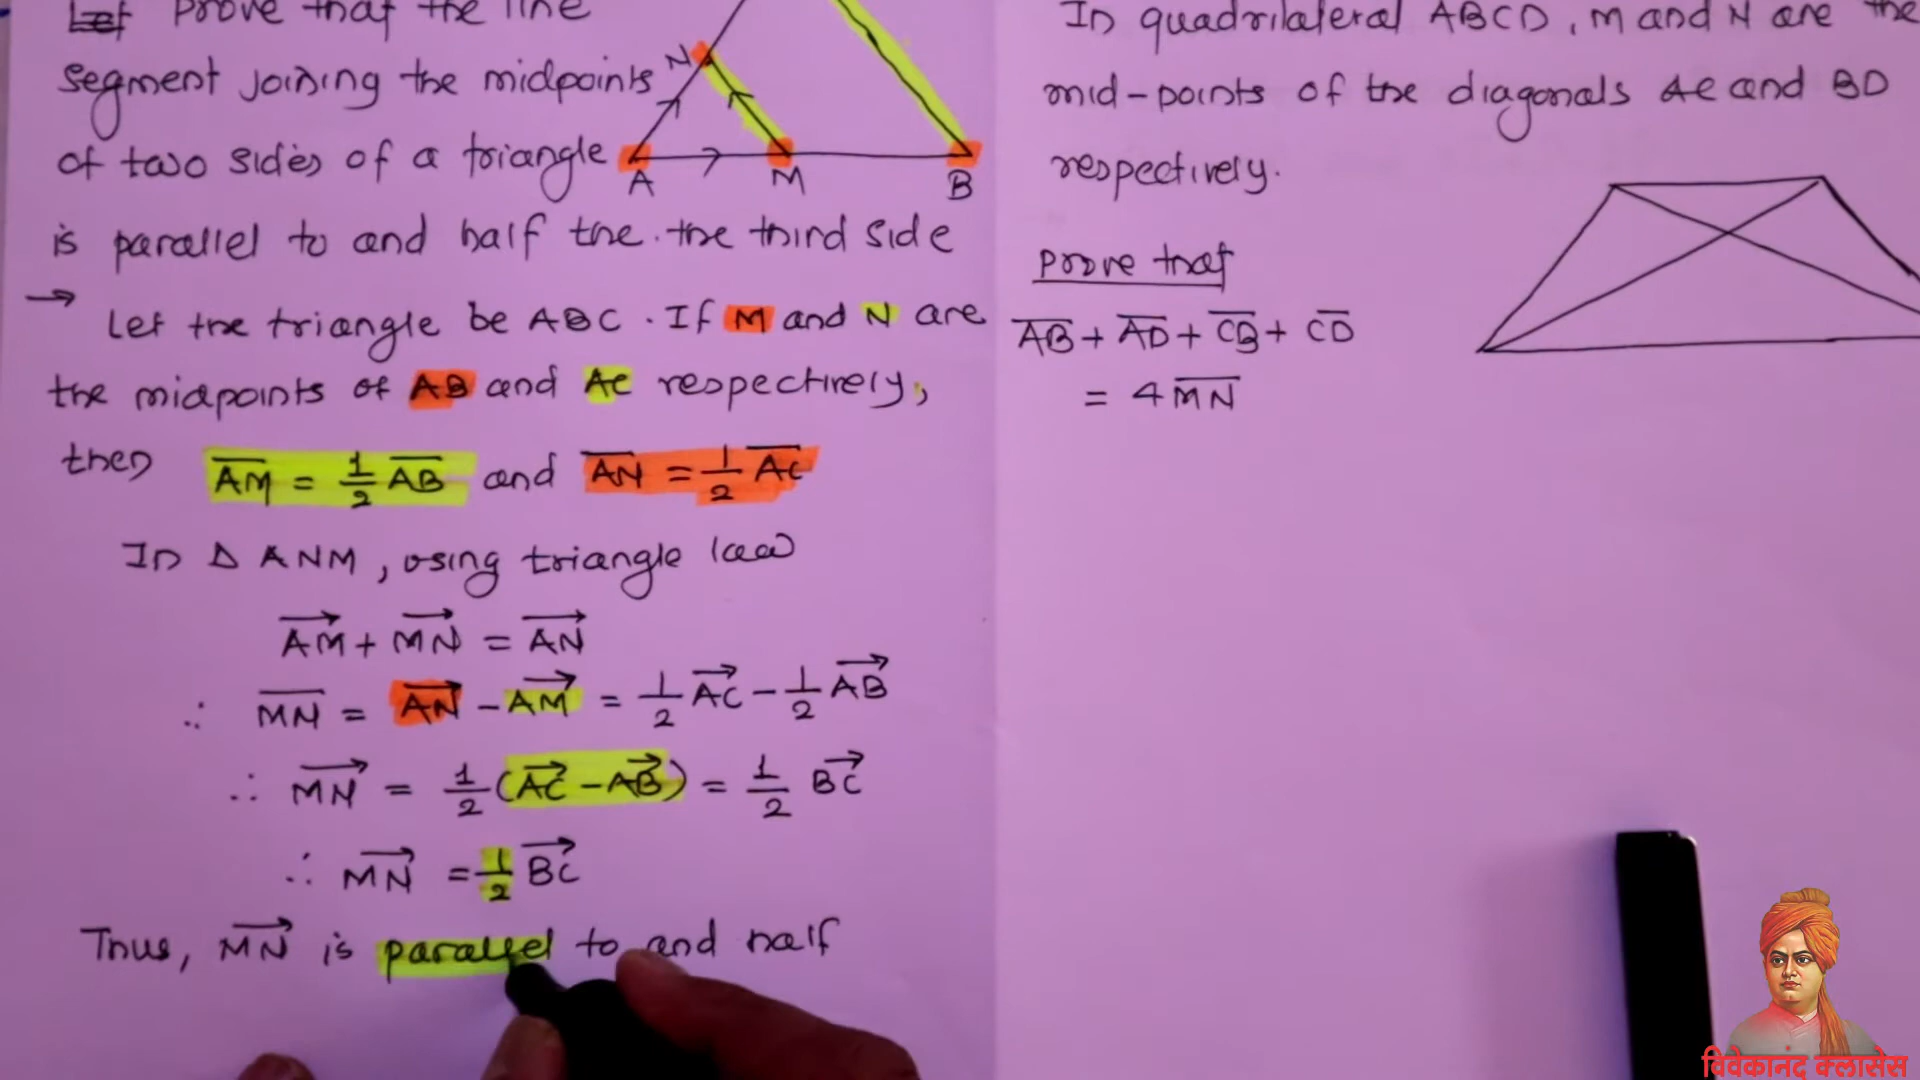 Prove that the line
segment joining the midpoints
of two sides of a triangle
is parallel to and half the the third side
→ Let the triangle be ABC. If M and N are
the midpoints of AB and AC respectively,
then AM = 1/2 AB and AN = 1/2 AC
In Δ ANM, using triangle law
AM + MN = AN
∴ MN = AN - AM = 1/2 AC - 1/2 AB
∴ MN = 1/2 (AC - AB) = 1/2 BC
∴ MN = 1/2 BC
Thus, MN is parallel to and half
N
A M B
In quadrilateral ABCD, M and N are the
mid-points of the diagonals AC and BD
respectively.
Prove that
AB + AD + CB + CD
= 4 MN
विवेकानंद क्लासेस